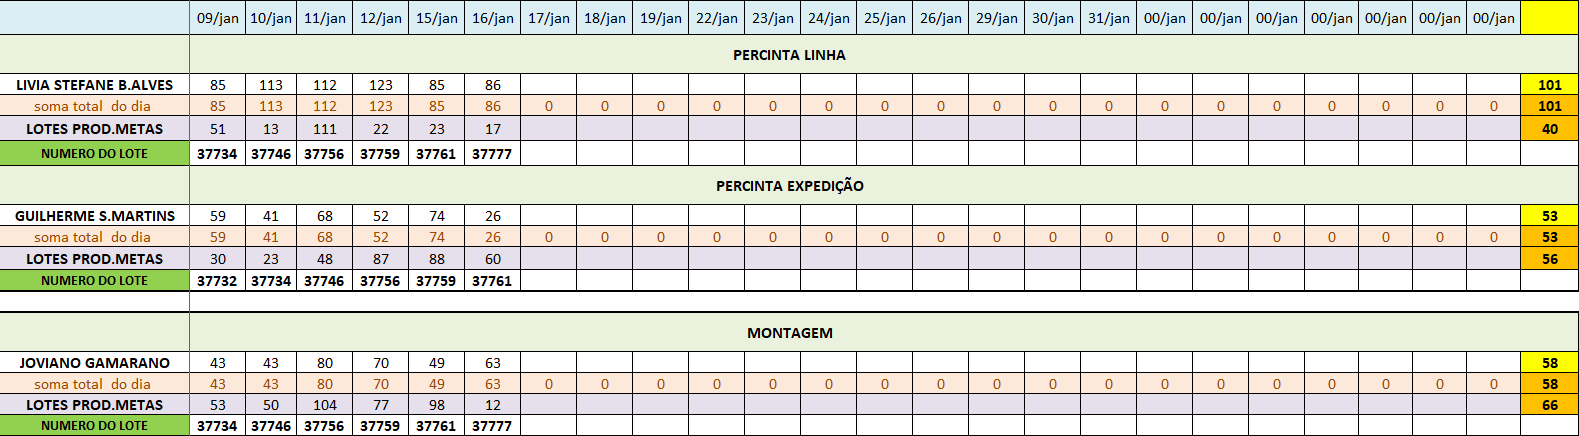 09/jan 10/jan 11/jan 12/jan 15/jan 16/jan 17/jan 18/jan 19/jan 22/jan 23/jan 24/jan 25/jan 26/jan 29/jan 30/jan 31/jan 00/jan 00/jan 00/jan 00/jan 00/jan 00/jan 00/jan
PERCINTA LINHA
LIVIA STEFANE B.ALVES 85 113 112 123 85 86 101
soma total do dia 85 113 112 123 85 86 0 0 0 0 0 0 0 0 0 0 0 0 0 0 0 0 0 0 101
LOTES PROD.METAS 51 13 111 22 23 17 40
NUMERO DO LOTE 37734 37746 37756 37759 37761 37777
PERCINTA EXPEDIÇÃO
GUILHERME S.MARTINS 59 41 68 52 74 26 53
soma total do dia 59 41 68 52 74 26 0 0 0 0 0 0 0 0 0 0 0 0 0 0 0 0 0 0 53
LOTES PROD.METAS 30 23 48 87 88 60 56
NUMERO DO LOTE 37732 37734 37746 37756 37759 37761
MONTAGEM
JOVIANO GAMARANO 43 43 80 70 49 63 58
soma total do dia 43 43 80 70 49 63 0 0 0 0 0 0 0 0 0 0 0 0 0 0 0 0 0 0 58
LOTES PROD.METAS 53 50 104 77 98 12 66
NUMERO DO LOTE 37734 37746 37756 37759 37761 37777